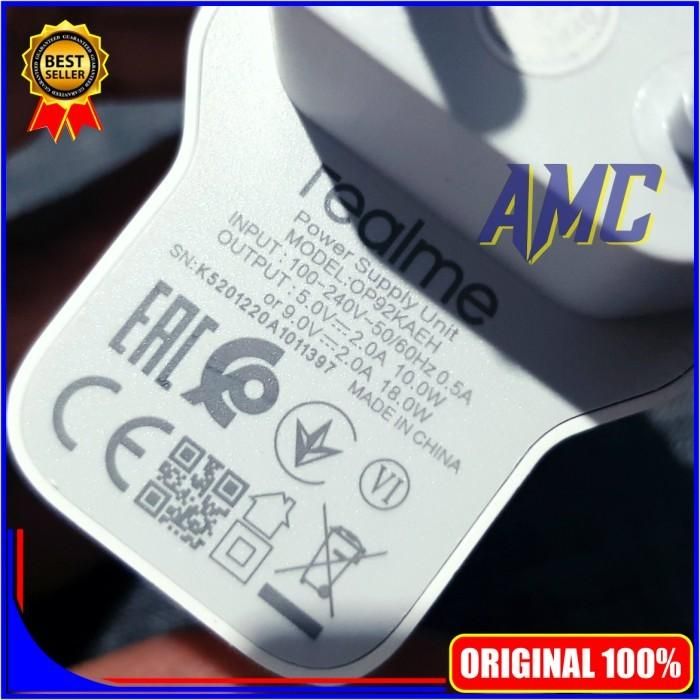 BEST
SELLER
AMC
realme
Power Supply Unit
MODEL:OP92KAEH
INPUT: 100-240V~50/60Hz 0.5A
OUTPUT: 5.0V⎓2.0A 10.0W
or 9.0V⎓2.0A 18.0W
SN:K5201220A1011397
MADE IN CHINA
EAC
CE
VI
ORIGINAL 100%